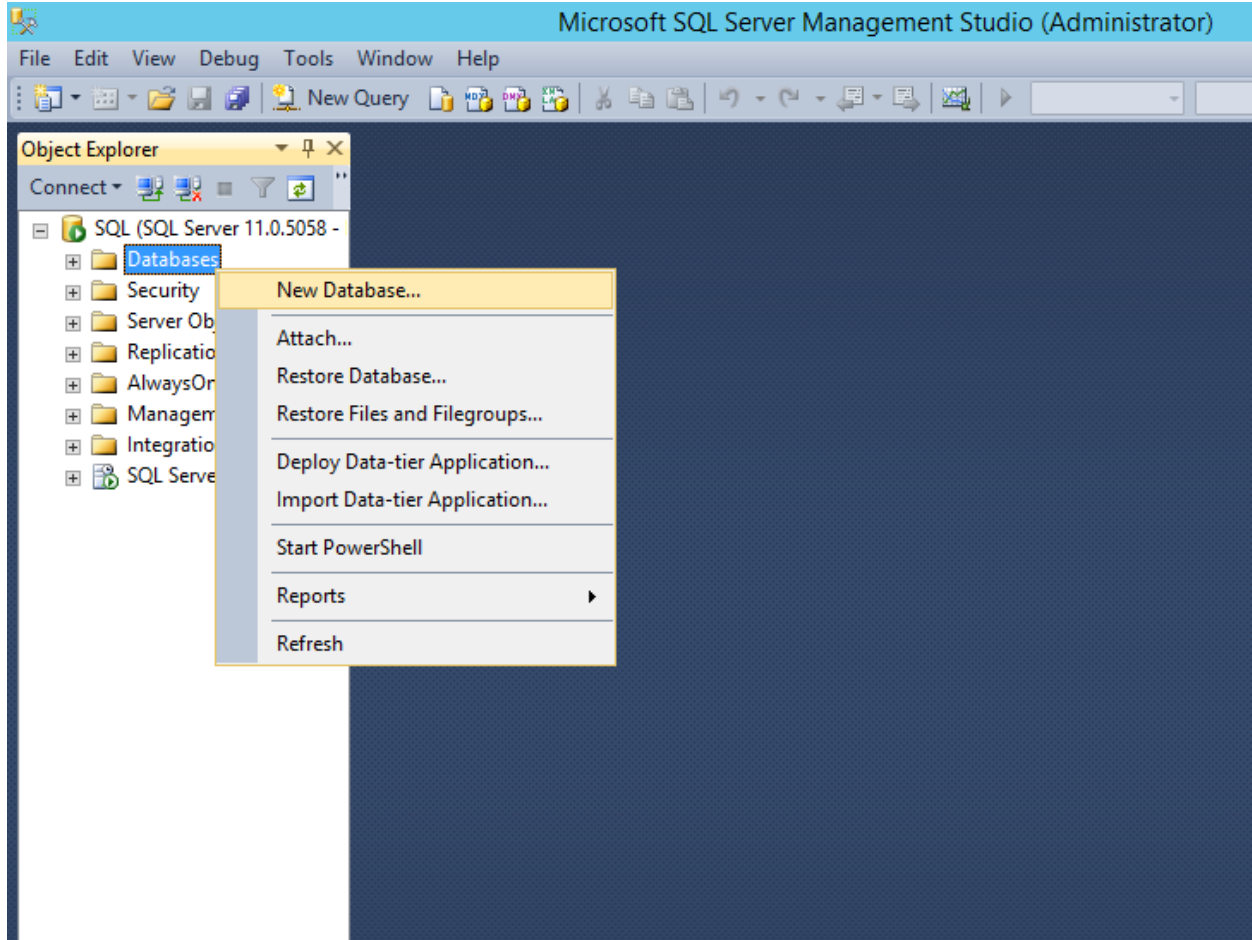 Microsoft SQL Server Management Studio (Administrator)
File Edit View Debug Tools Window Help
New Query
Object Explorer
Connect
SQL (SQL Server 11.0.5058 -
Databases
Security
Server Ob
Replicatio
AlwaysOn
Managem
Integratio
SQL Serve
New Database...
Attach...
Restore Database...
Restore Files and Filegroups...
Deploy Data-tier Application...
Import Data-tier Application...
Start PowerShell
Reports
Refresh